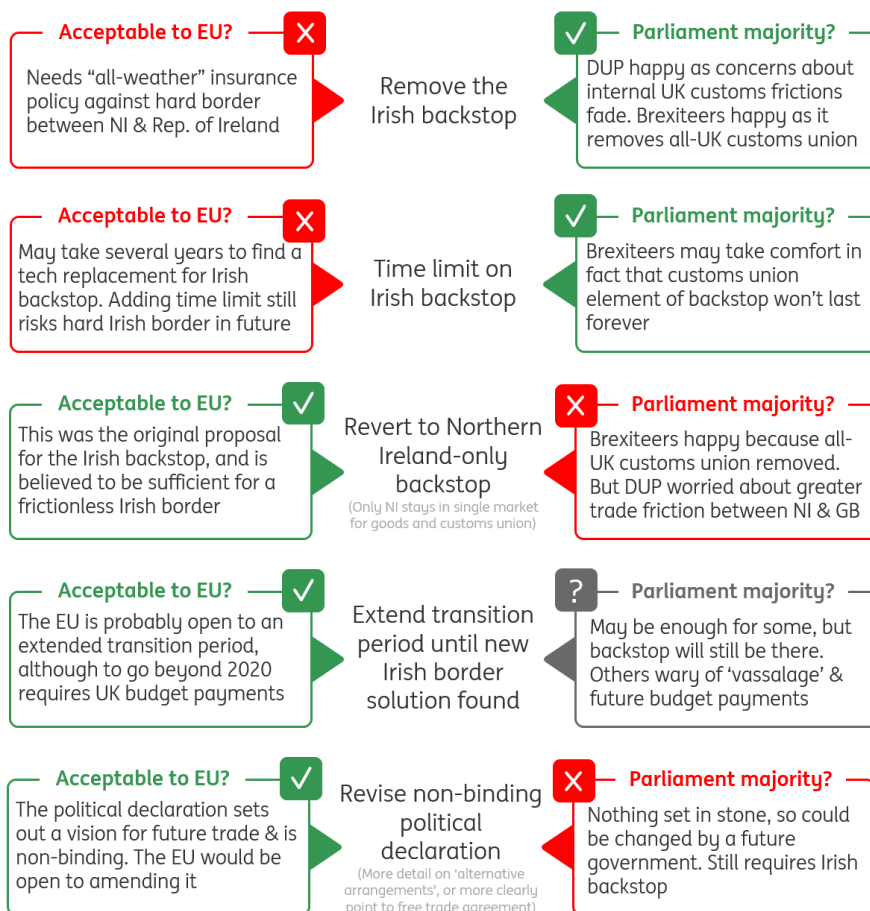 Acceptable to EU?
Needs “all-weather” insurance
policy against hard border
between NI & Rep. of Ireland
Remove the
Irish backstop
Parliament majority?
DUP happy as concerns about
internal UK customs frictions
fade. Brexiteers happy as it
removes all-UK customs union
Acceptable to EU?
May take several years to find a
tech replacement for Irish
backstop. Adding time limit still
risks hard Irish border in future
Time limit on
Irish backstop
Parliament majority?
Brexiteers may take comfort in
fact that customs union
element of backstop won’t last
forever
Acceptable to EU?
This was the original proposal
for the Irish backstop, and is
believed to be sufficient for a
frictionless Irish border
Revert to Northern
Ireland-only
backstop
(Only NI stays in single market
for goods and customs union)
Parliament majority?
Brexiteers happy because all-
UK customs union removed.
But DUP worried about greater
trade friction between NI & GB
Acceptable to EU?
The EU is probably open to an
extended transition period,
although to go beyond 2020
requires UK budget payments
Extend transition
period until new
Irish border
solution found
?
Parliament majority?
May be enough for some, but
backstop will still be there.
Others wary of ‘vassalage’ &
future budget payments
Acceptable to EU?
The political declaration sets
out a vision for future trade & is
non-binding. The EU would be
open to amending it
Revise non-binding
political
declaration
(More detail on ‘alternative
arrangements’, or more clearly
point to free trade agreement)
Parliament majority?
Nothing set in stone, so could
be changed by a future
government. Still requires Irish
backstop